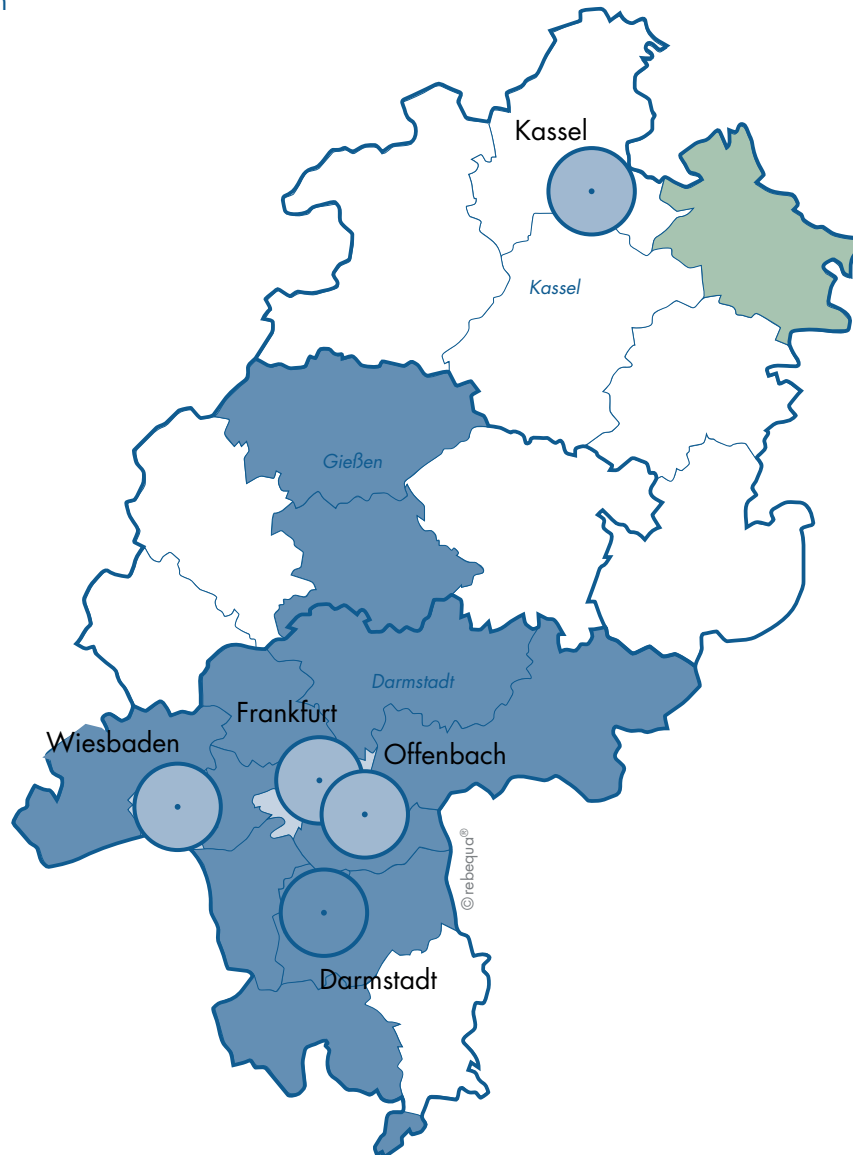 Kassel
Kassel
Gießen
Darmstadt
Frankfurt
Wiesbaden
Offenbach
© rebequa®
Darmstadt